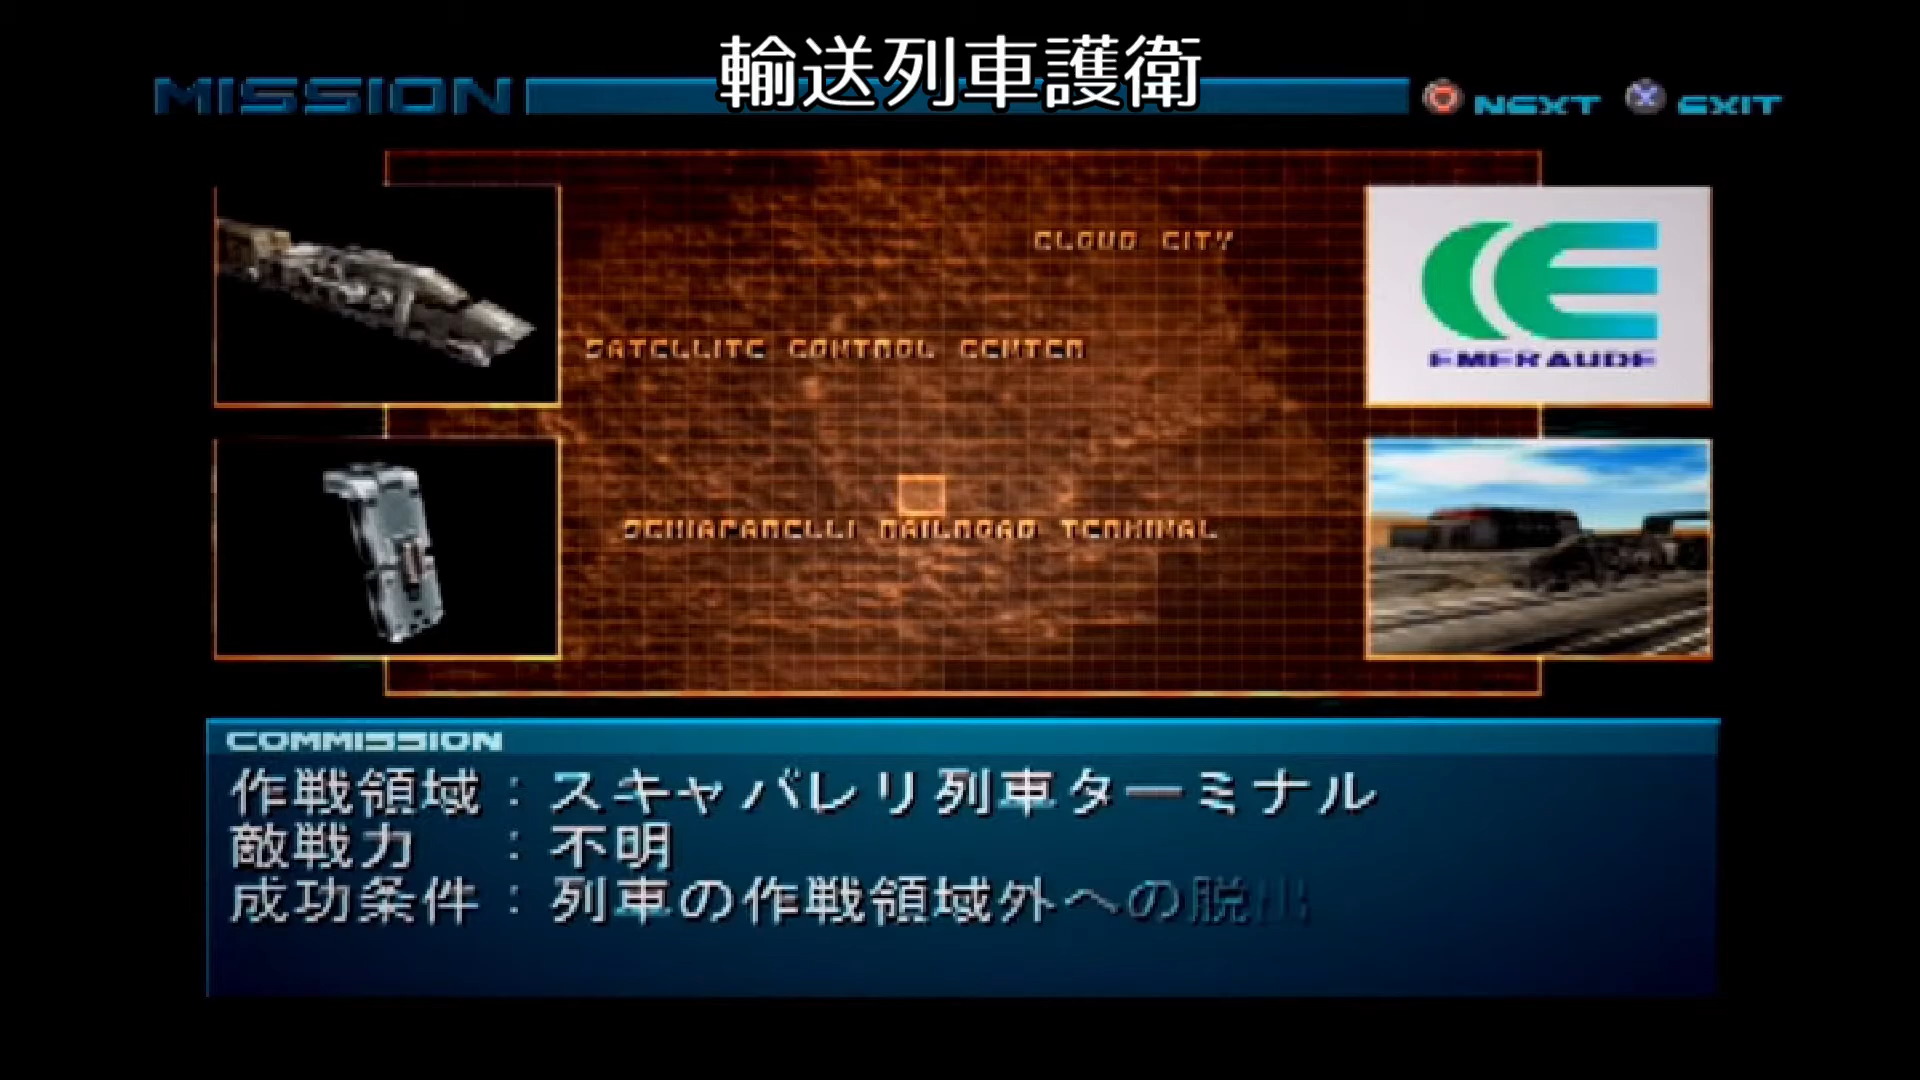 輸送列車護衛
MISSION
NEXT
EXIT
CLOUD CITY
SATELLITE CONTROL CENTER
SCHIAPARELLI RAILROAD TERMINAL
EMERAUDE
COMMISSION
作戦領域：スキャパレリ列車ターミナル
敵戦力　：不明
成功条件：列車の作戦領域外への脱出